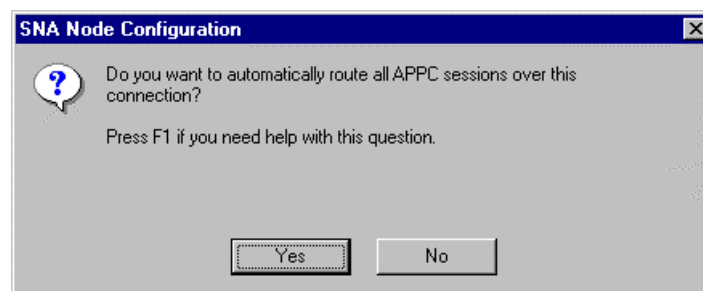 SNA Node Configuration
Do you want to automatically route all APPC sessions over this
connection?
Press F1 if you need help with this question.
Yes
No